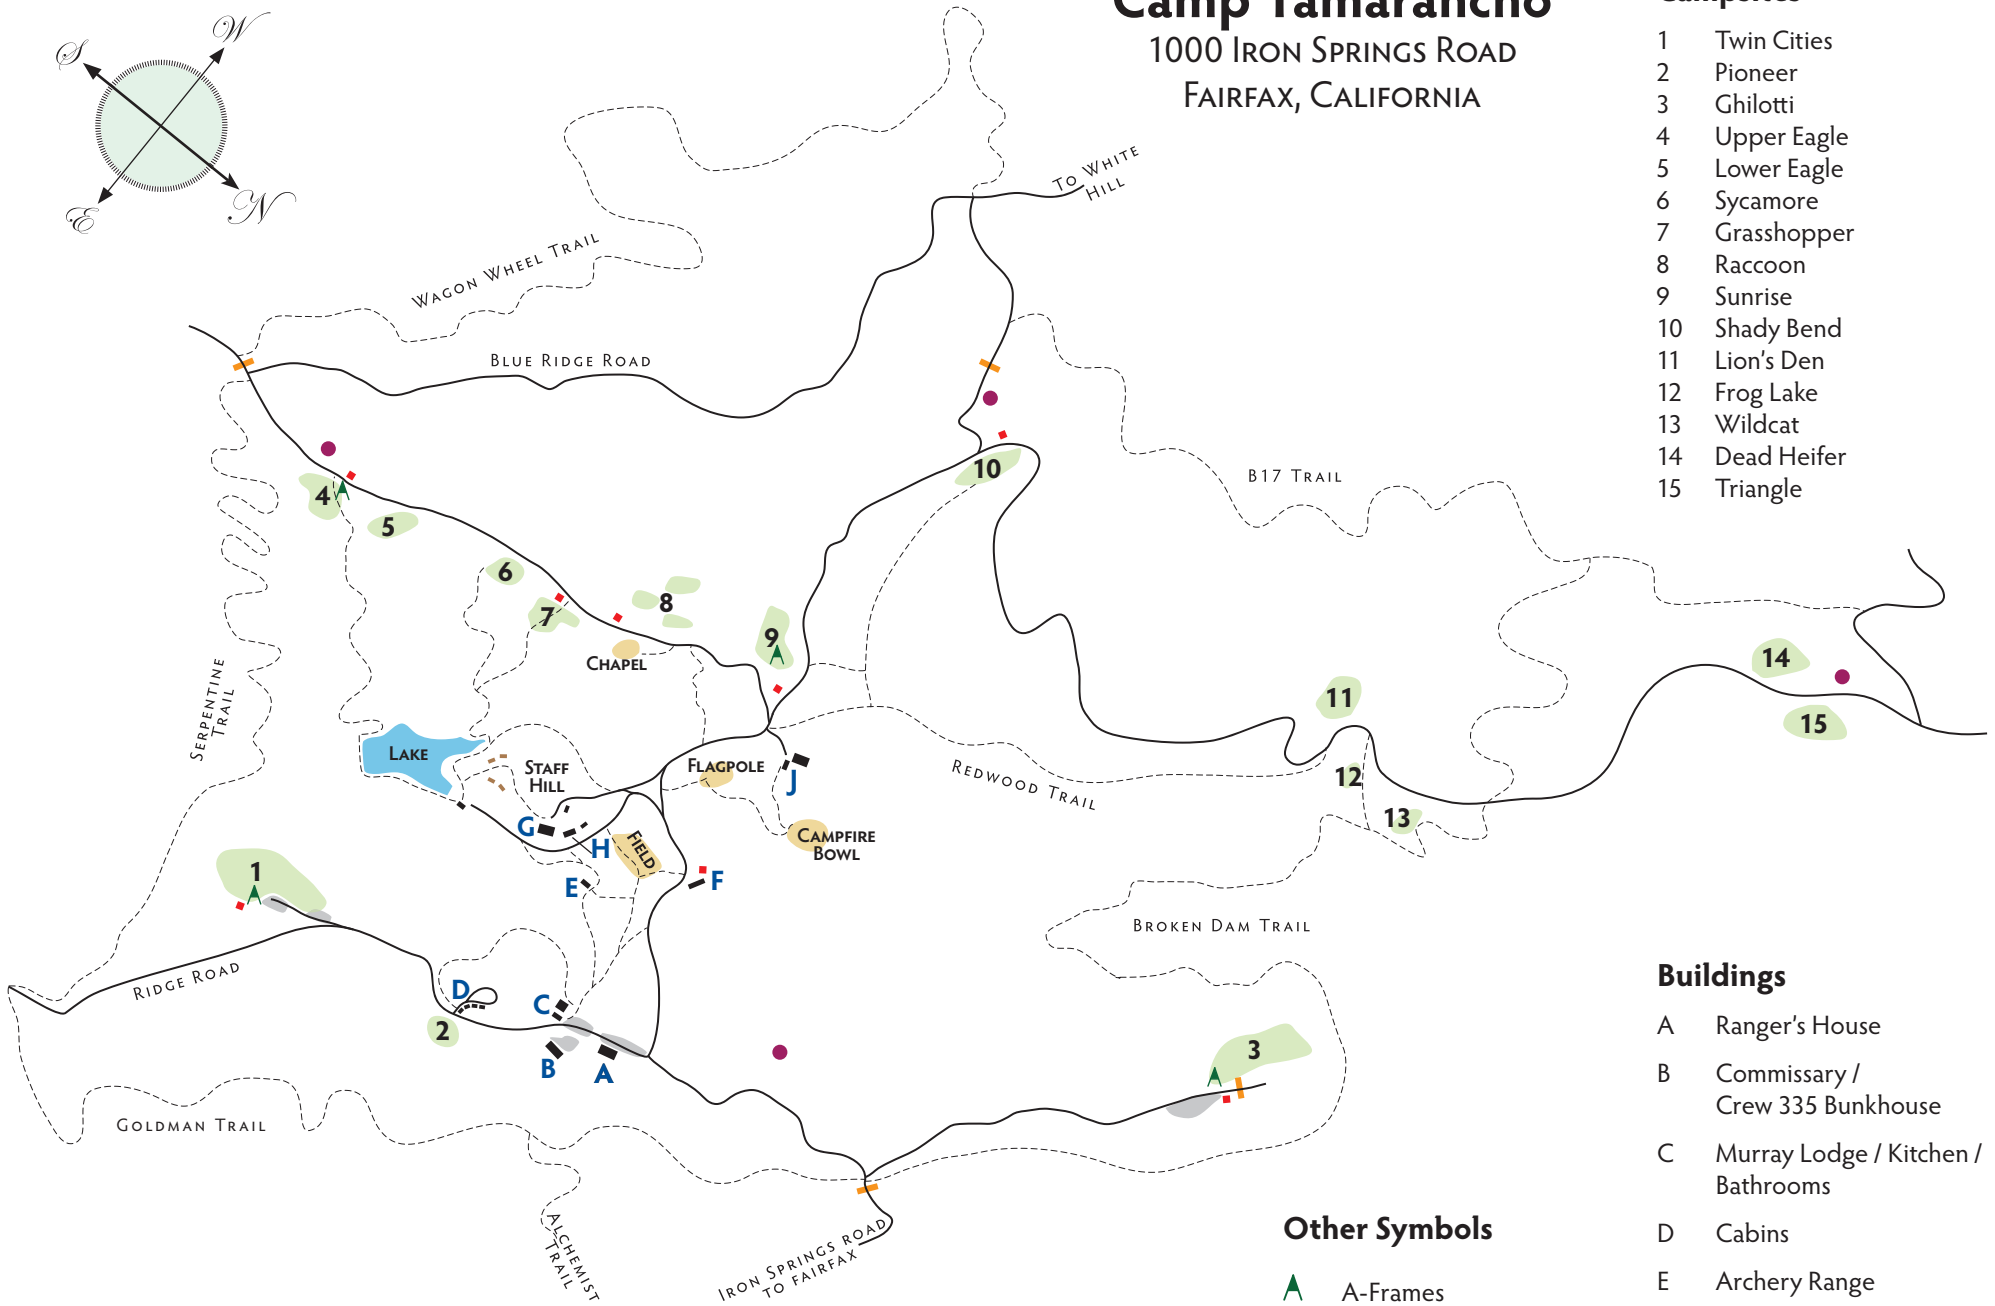 Camp Tamarancho
1000 Iron Springs Road
Fairfax, California
Campsites
1 Twin Cities
2 Pioneer
3 Ghilotti
4 Upper Eagle
5 Lower Eagle
6 Sycamore
7 Grasshopper
8 Raccoon
9 Sunrise
10 Shady Bend
11 Lion's Den
12 Frog Lake
13 Wildcat
14 Dead Heifer
15 Triangle
S
W
E
N
To White
Hill
Wagon Wheel Trail
Blue Ridge Road
B17 Trail
10
4
5
6
7
8
9
Chapel
Serpentine
Trail
Lake
Staff
Hill
Flagpole
J
Redwood Trail
11
12
13
14
15
G
H
Field
Campfire
Bowl
E
F
1
Ridge Road
D
C
2
B
A
Broken Dam Trail
3
Goldman Trail
Alchemist
Trail
Iron Springs Road
to Fairfax
Buildings
A Ranger's House
B Commissary /
Crew 335 Bunkhouse
C Murray Lodge / Kitchen /
Bathrooms
D Cabins
E Archery Range
Other Symbols
A-Frames